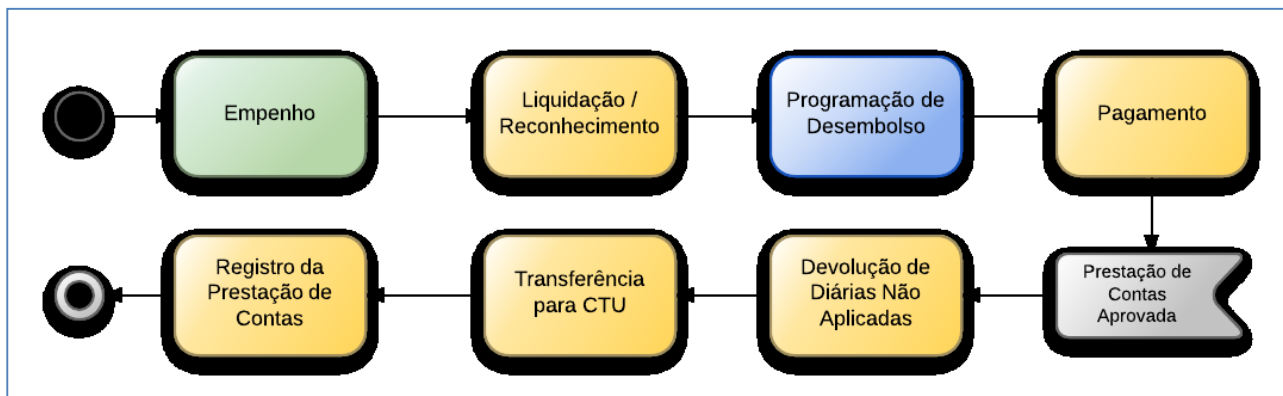 Empenho
Liquidação /
Reconhecimento
Programação de
Desembolso
Pagamento
Prestação de
Contas
Aprovada
Devolução de
Diárias Não
Aplicadas
Transferência
para CTU
Registro da
Prestação de
Contas